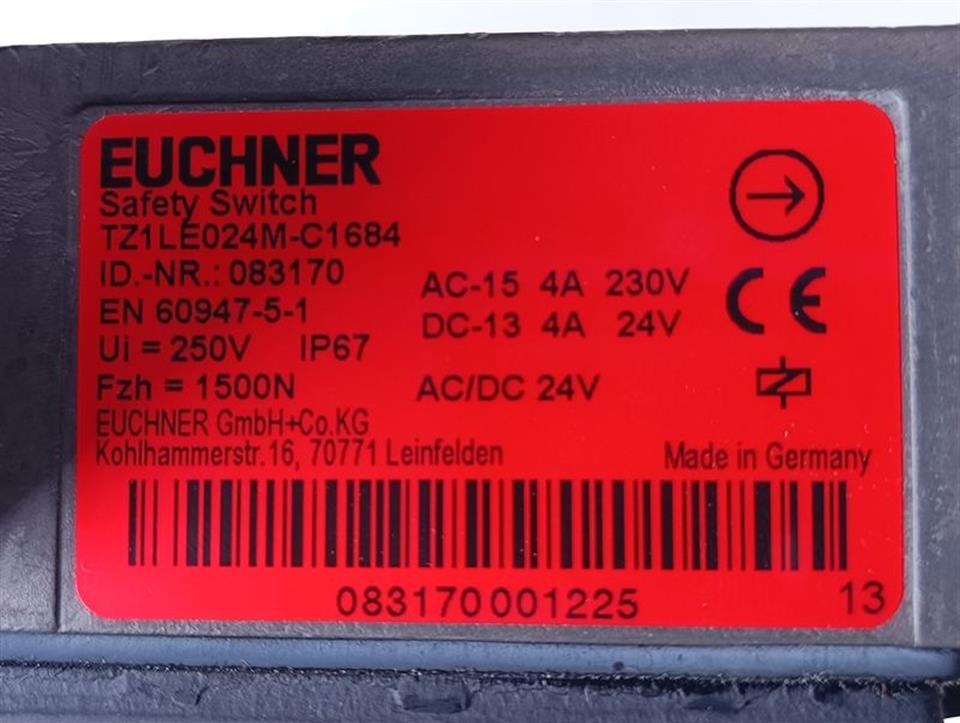 EUCHNER
Safety Switch
TZ1LE024M-C1684
ID.-NR.: 083170
EN 60947-5-1
Ui = 250V IP67
Fzh = 1500N
AC-15 4A 230V
DC-13 4A 24V
AC/DC 24V
CE
EUCHNER GmbH+Co.KG
Kohlhammerstr.16, 70771 Leinfelden
Made in Germany
083170001225
13